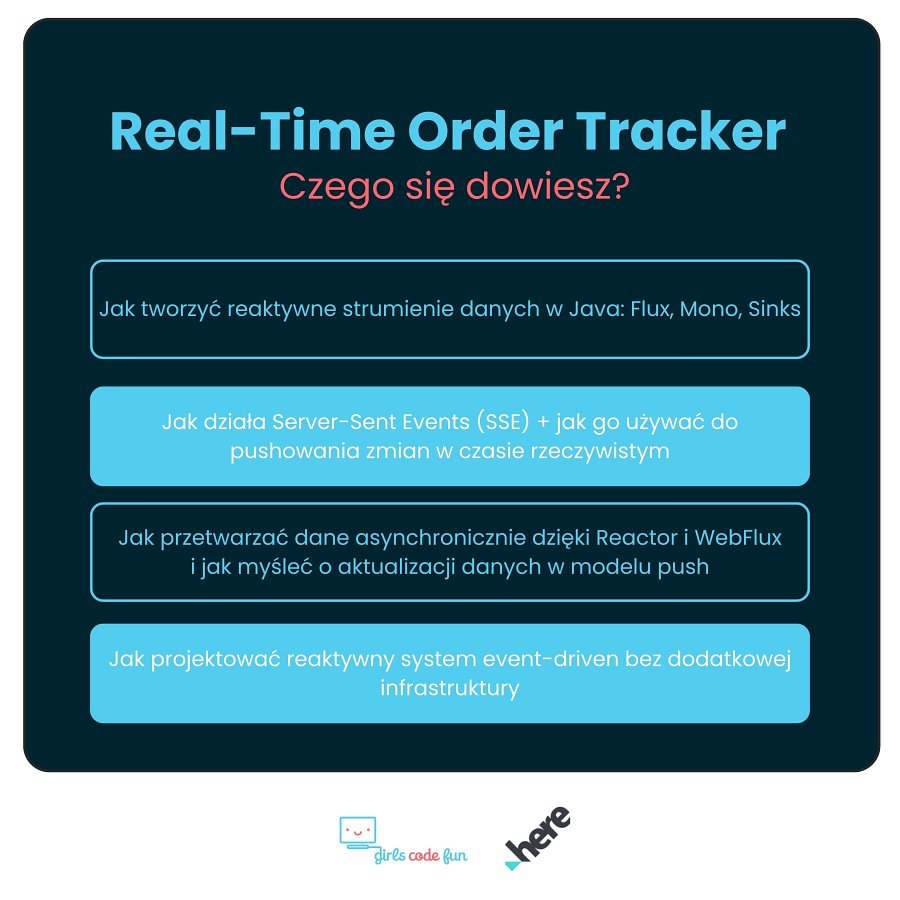 Real-Time Order Tracker
Czego się dowiesz?
Jak tworzyć reaktywne strumienie danych w Java: Flux, Mono, Sinks
Jak działa Server-Sent Events (SSE) + jak go używać do
pushowania zmian w czasie rzeczywistym
Jak przetwarzać dane asynchronicznie dzięki Reactor i WebFlux
i jak myśleć o aktualizacji danych w modelu push
Jak projektować reaktywny system event-driven bez dodatkowej
infrastruktury
girls code fun
here